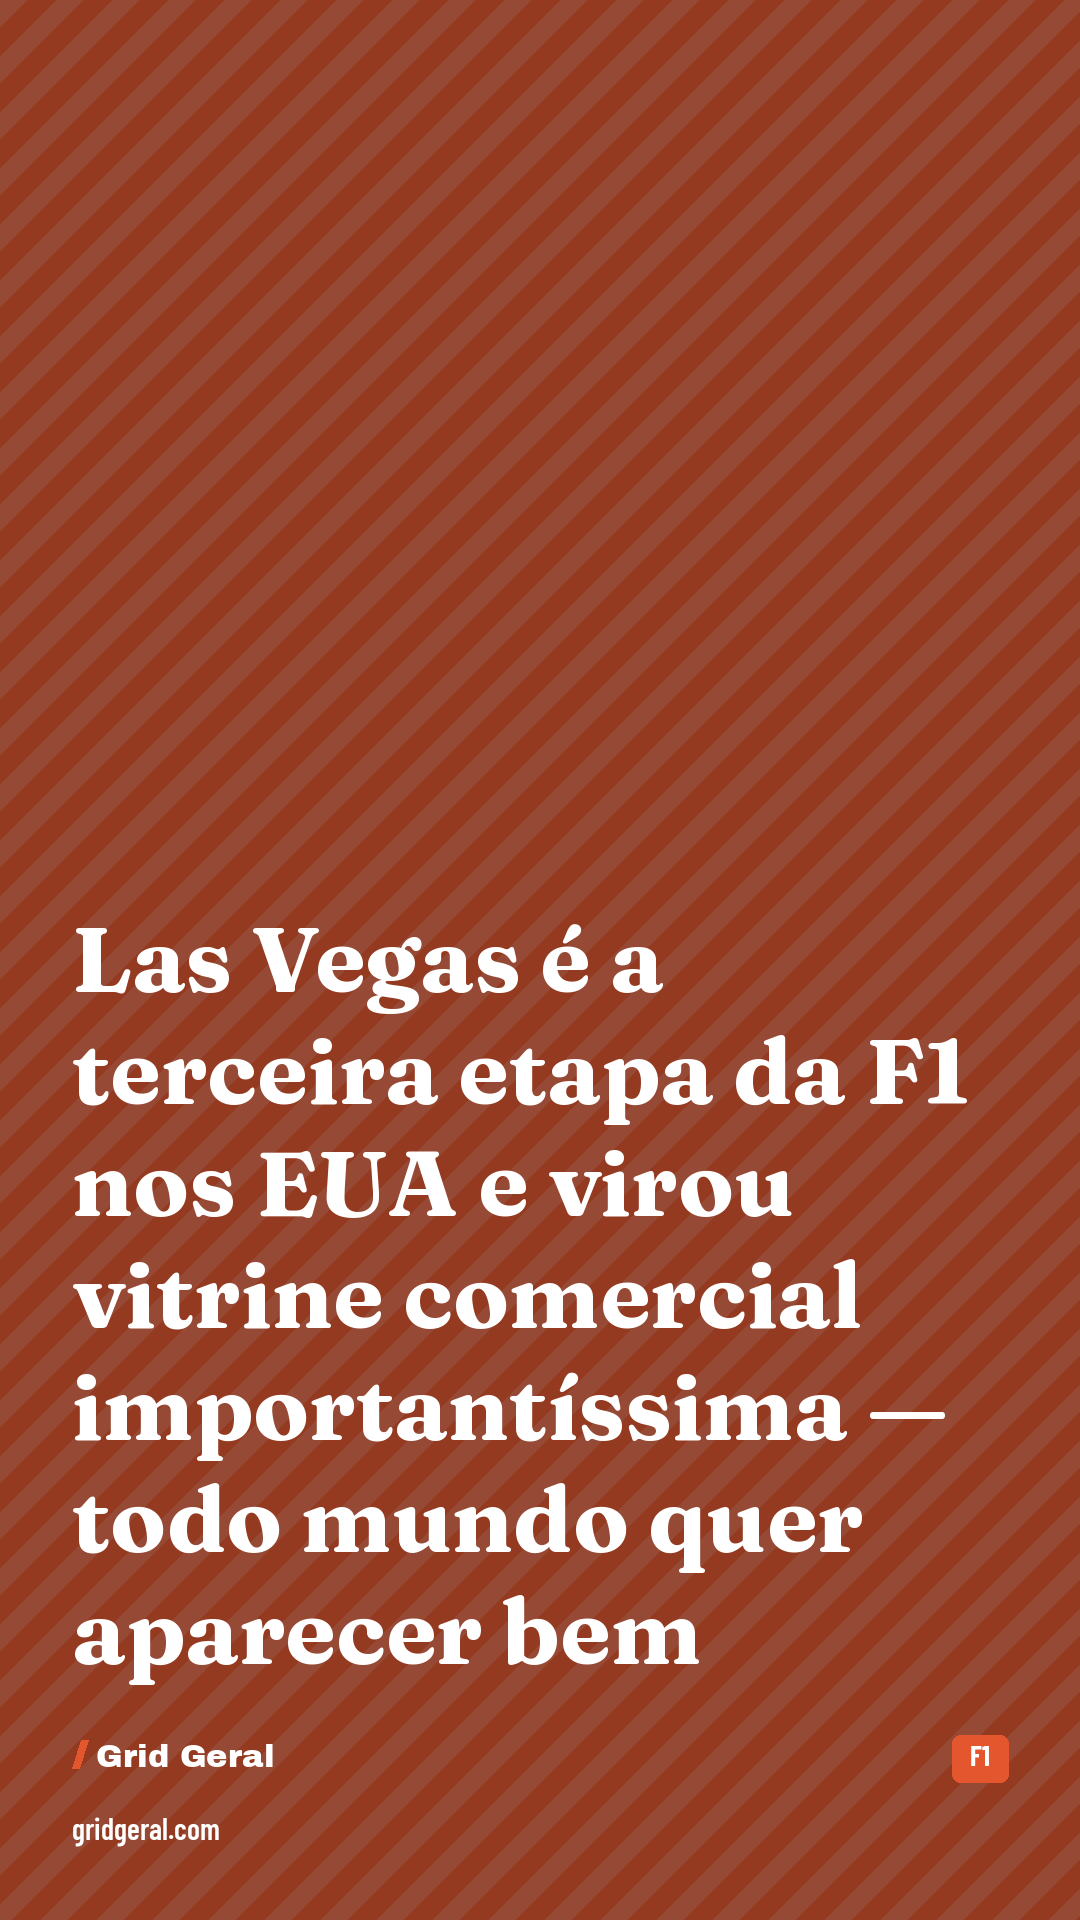 Las Vegas é a
terceira etapa da F1
nos EUA e virou
vitrine comercial
importantíssima —
todo mundo quer
aparecer bem
/ Grid Geral
F1
gridgeral.com